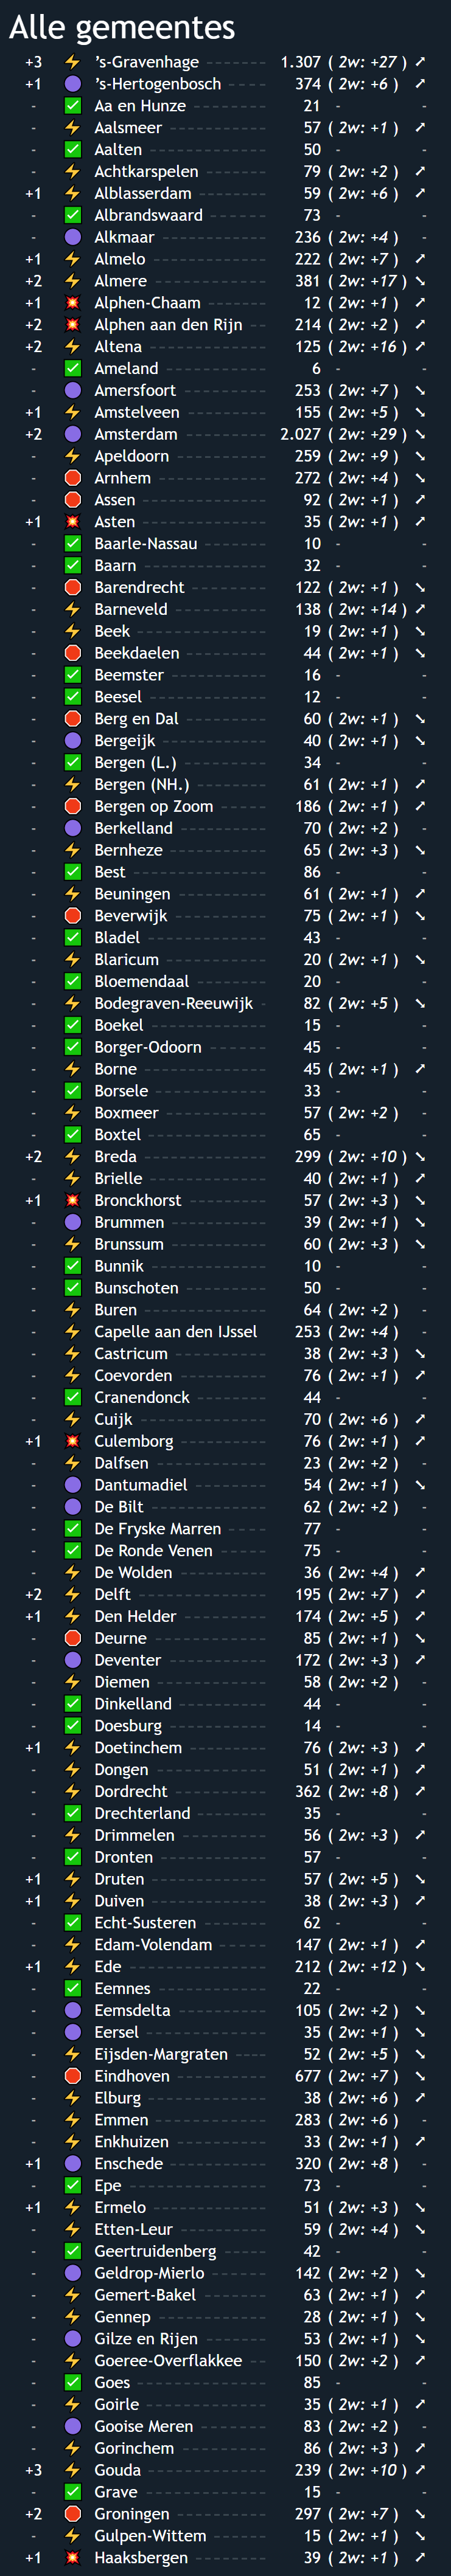 Alle gemeentes
+3 ⚡ ’s-Gravenhage ------- 1.307 ( 2w: +27 ) ➚
+1 🟣 ’s-Hertogenbosch ---- 374 ( 2w: +6 ) ➚
- ✅ Aa en Hunze --------- 21 - -
- ⚡ Aalsmeer ------------ 57 ( 2w: +1 ) ➚
- ✅ Aalten -------------- 50 - -
- ⚡ Achtkarspelen ------- 79 ( 2w: +2 ) -
+1 ⚡ Alblasserdam -------- 59 ( 2w: +6 ) ➚
- ✅ Albrandswaard ------- 73 - -
- 🟣 Alkmaar ------------- 236 ( 2w: +4 ) -
+1 ⚡ Almelo -------------- 222 ( 2w: +7 ) ➚
+2 ⚡ Almere -------------- 381 ( 2w: +17 ) ➘
+1 💥 Alphen-Chaam -------- 12 ( 2w: +1 ) ➚
+2 💥 Alphen aan den Rijn -- 214 ( 2w: +2 ) ➚
+2 ⚡ Altena -------------- 125 ( 2w: +16 ) ➚
- ✅ Ameland ------------- 6 - -
- 🟣 Amersfoort ---------- 253 ( 2w: +7 ) ➘
+1 ⚡ Amstelveen ---------- 155 ( 2w: +5 ) ➘
+2 🟣 Amsterdam ----------- 2.027 ( 2w: +29 ) ➘
- ⚡ Apeldoorn ----------- 259 ( 2w: +9 ) ➘
- 🛑 Arnhem -------------- 272 ( 2w: +4 ) ➘
- 🛑 Assen --------------- 92 ( 2w: +1 ) ➚
+1 💥 Asten --------------- 35 ( 2w: +1 ) ➚
- ✅ Baarle-Nassau ------- 10 - -
- ✅ Baarn --------------- 32 - -
- 🛑 Barendrecht --------- 122 ( 2w: +1 ) ➘
- ⚡ Barneveld ----------- 138 ( 2w: +14 ) ➚
- ⚡ Beek ---------------- 19 ( 2w: +1 ) ➘
- 🛑 Beekdaelen ---------- 44 ( 2w: +1 ) ➘
- ✅ Beemster ------------ 16 - -
- ✅ Beesel -------------- 12 - -
- 🛑 Berg en Dal --------- 60 ( 2w: +1 ) ➘
- 🟣 Bergeijk ------------ 40 ( 2w: +1 ) ➘
- ✅ Bergen (L.) --------- 34 - -
- ⚡ Bergen (NH.) -------- 61 ( 2w: +1 ) ➚
- 🛑 Bergen op Zoom ------ 186 ( 2w: +1 ) ➚
- 🟣 Berkelland ---------- 70 ( 2w: +2 ) -
- ⚡ Bernheze ------------ 65 ( 2w: +3 ) ➘
- ✅ Best ---------------- 86 - -
- ⚡ Beuningen ----------- 61 ( 2w: +1 ) ➚
- 🛑 Beverwijk ----------- 75 ( 2w: +1 ) ➘
- ✅ Bladel -------------- 43 - -
- ⚡ Blaricum ------------ 20 ( 2w: +1 ) ➘
- ✅ Bloemendaal --------- 20 - -
- ⚡ Bodegraven-Reeuwijk - 82 ( 2w: +5 ) ➘
- ✅ Boekel -------------- 15 - -
- ✅ Borger-Odoorn ------- 45 - -
- ⚡ Borne --------------- 45 ( 2w: +1 ) ➚
- ✅ Borsele ------------- 33 - -
- ⚡ Boxmeer ------------- 57 ( 2w: +2 ) -
- ✅ Boxtel -------------- 65 - -
+2 ⚡ Breda --------------- 299 ( 2w: +10 ) ➘
- ⚡ Brielle ------------- 40 ( 2w: +1 ) ➚
+1 💥 Bronckhorst --------- 57 ( 2w: +3 ) ➘
- 🟣 Brummen ------------- 39 ( 2w: +1 ) ➘
- ⚡ Brunssum ------------ 60 ( 2w: +3 ) ➘
- ✅ Bunnik -------------- 10 - -
- ✅ Bunschoten ---------- 50 - -
- ⚡ Buren --------------- 64 ( 2w: +2 ) -
- ⚡ Capelle aan den IJssel 253 ( 2w: +4 ) -
- ⚡ Castricum ----------- 38 ( 2w: +3 ) ➘
- ⚡ Coevorden ----------- 76 ( 2w: +1 ) ➚
- ✅ Cranendonck --------- 44 - -
- ⚡ Cuijk --------------- 70 ( 2w: +6 ) ➚
+1 💥 Culemborg ----------- 76 ( 2w: +1 ) ➚
- ⚡ Dalfsen ------------- 23 ( 2w: +2 ) -
- 🟣 Dantumadiel --------- 54 ( 2w: +1 ) ➘
- 🟣 De Bilt ------------- 62 ( 2w: +2 ) -
- ✅ De Fryske Marren ---- 77 - -
- ✅ De Ronde Venen ------ 75 - -
- ⚡ De Wolden ----------- 36 ( 2w: +4 ) ➚
+2 ⚡ Delft --------------- 195 ( 2w: +7 ) ➚
+1 ⚡ Den Helder ---------- 174 ( 2w: +5 ) ➚
- 🛑 Deurne -------------- 85 ( 2w: +1 ) ➘
- 🟣 Deventer ------------ 172 ( 2w: +3 ) ➚
- ⚡ Diemen -------------- 58 ( 2w: +2 ) -
- ✅ Dinkelland ---------- 44 - -
- ✅ Doesburg ------------ 14 - -
+1 ⚡ Doetinchem ---------- 76 ( 2w: +3 ) ➚
- ⚡ Dongen -------------- 51 ( 2w: +1 ) ➚
- ⚡ Dordrecht ----------- 362 ( 2w: +8 ) ➚
- ✅ Drechterland -------- 35 - -
- ⚡ Drimmelen ----------- 56 ( 2w: +3 ) ➚
- ✅ Dronten ------------- 57 - -
+1 ⚡ Druten -------------- 57 ( 2w: +5 ) ➘
+1 ⚡ Duiven -------------- 38 ( 2w: +3 ) ➚
- ✅ Echt-Susteren ------- 62 - -
- ⚡ Edam-Volendam ------- 147 ( 2w: +1 ) ➚
+1 ⚡ Ede ----------------- 212 ( 2w: +12 ) ➘
- ✅ Eemnes -------------- 22 - -
- 🟣 Eemsdelta ----------- 105 ( 2w: +2 ) ➘
- 🟣 Eersel -------------- 35 ( 2w: +1 ) ➘
- ⚡ Eijsden-Margraten --- 52 ( 2w: +5 ) ➘
- 🛑 Eindhoven ----------- 677 ( 2w: +7 ) ➘
- ⚡ Elburg -------------- 38 ( 2w: +6 ) ➚
- ⚡ Emmen --------------- 283 ( 2w: +6 ) -
- ⚡ Enkhuizen ----------- 33 ( 2w: +1 ) ➚
+1 🟣 Enschede ------------ 320 ( 2w: +8 ) -
- ✅ Epe ----------------- 73 - -
+1 ⚡ Ermelo -------------- 51 ( 2w: +3 ) ➘
- ⚡ Etten-Leur ---------- 59 ( 2w: +4 ) ➘
- ✅ Geertruidenberg ----- 42 - -
- 🟣 Geldrop-Mierlo ------ 142 ( 2w: +2 ) ➘
- ⚡ Gemert-Bakel -------- 63 ( 2w: +1 ) ➚
- ⚡ Gennep -------------- 28 ( 2w: +1 ) ➘
- 🟣 Gilze en Rijen ------ 53 ( 2w: +1 ) ➘
- ⚡ Goeree-Overflakkee -- 150 ( 2w: +2 ) ➚
- ✅ Goes ---------------- 85 - -
- ⚡ Goirle -------------- 35 ( 2w: +1 ) ➚
- 🟣 Gooise Meren -------- 83 ( 2w: +2 ) -
- ⚡ Gorinchem ----------- 86 ( 2w: +3 ) ➚
+3 ⚡ Gouda --------------- 239 ( 2w: +10 ) ➚
- ✅ Grave --------------- 15 - -
+2 🛑 Groningen ----------- 297 ( 2w: +7 ) ➘
- ⚡ Gulpen-Wittem ------- 15 ( 2w: +1 ) ➘
+1 💥 Haaksbergen --------- 39 ( 2w: +1 ) ➚